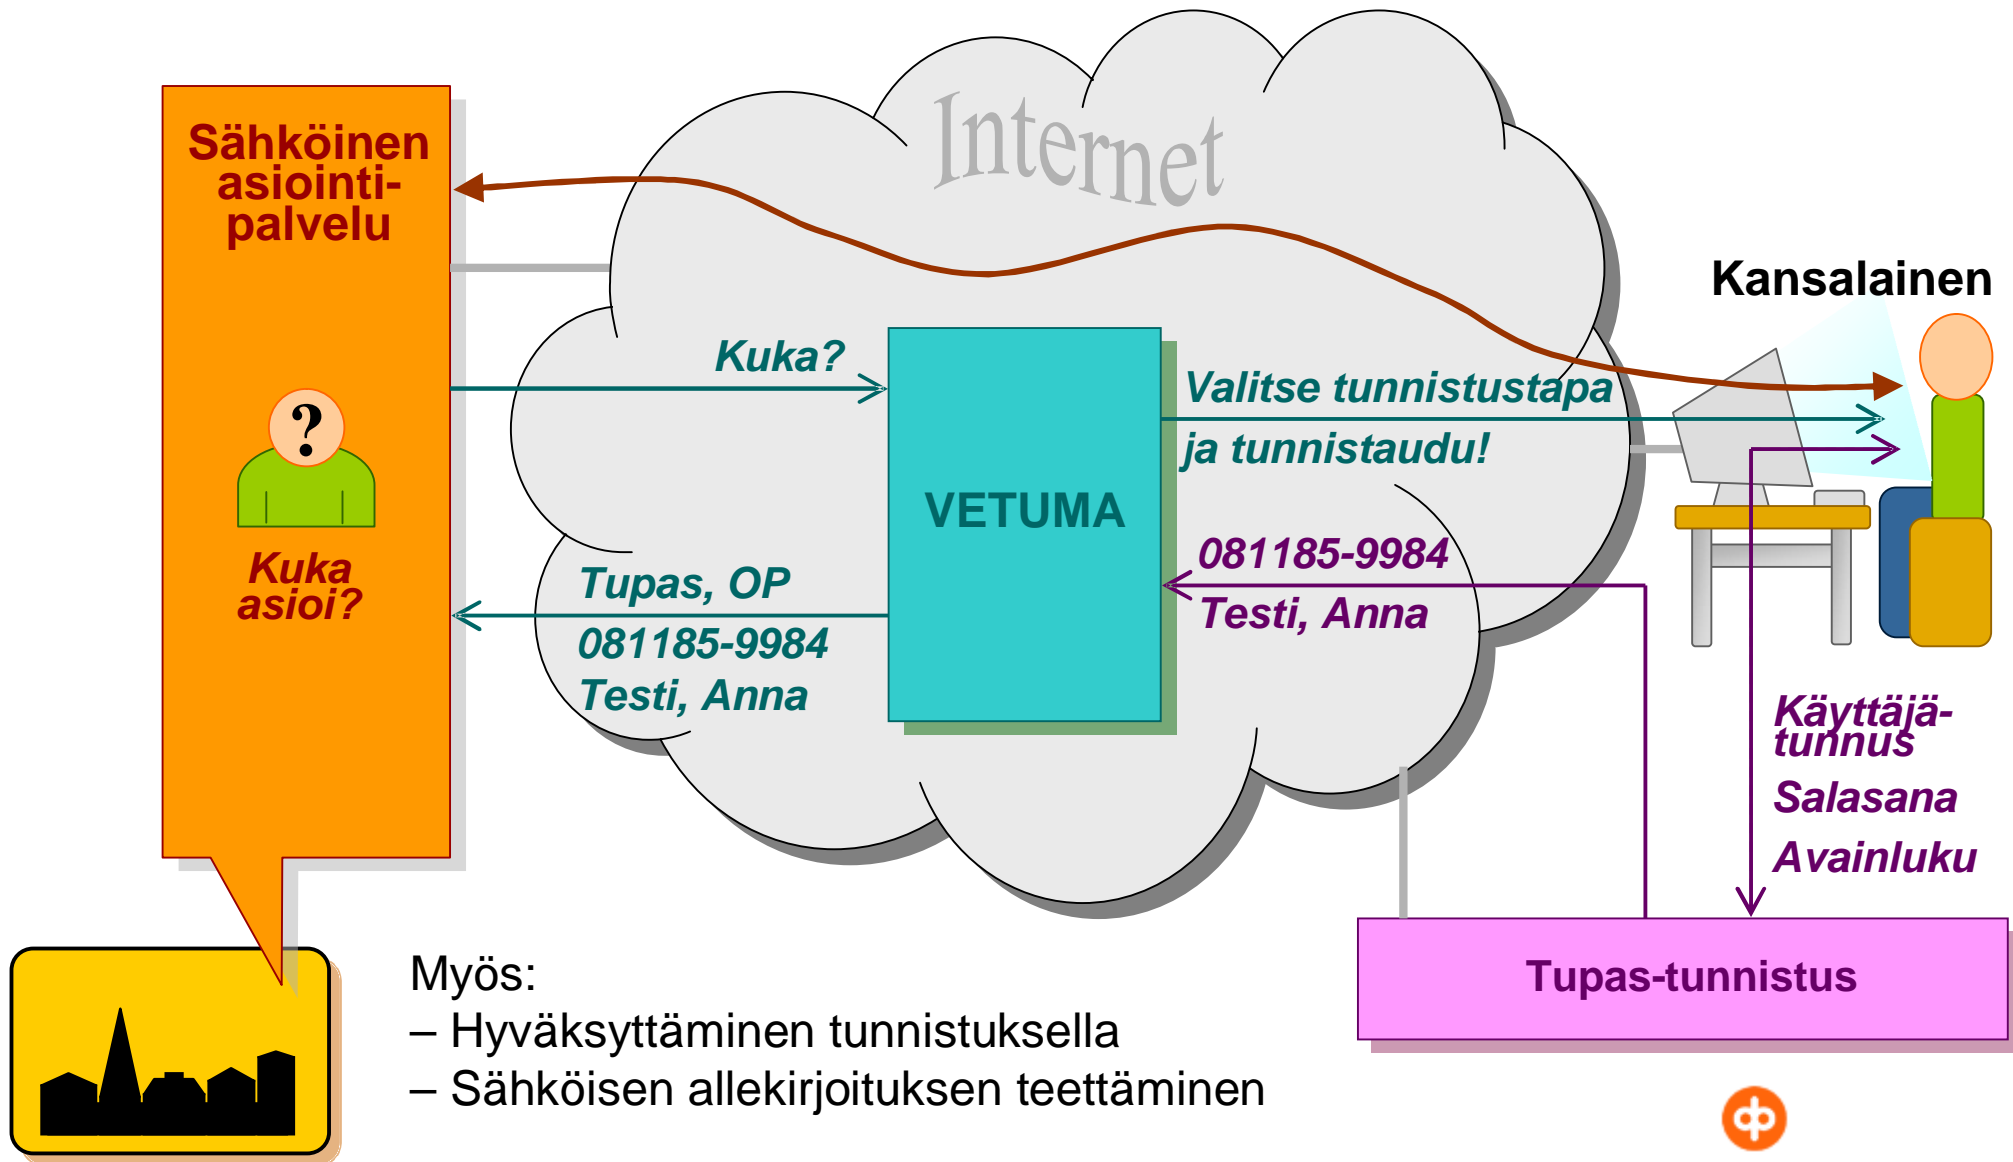 Internet
Sähköinen
asiointi-
palvelu
Kansalainen
Kuka?
Valitse tunnistustapa
ja tunnistaudu!
?
VETUMA
Kuka
asioi?
Tupas, OP
081185-9984
Testi, Anna
081185-9984
Testi, Anna
Käyttäjä-
tunnus
Salasana
Avainluku
Tupas-tunnistus
Myös:
– Hyväksyttäminen tunnistuksella
– Sähköisen allekirjoituksen teettäminen